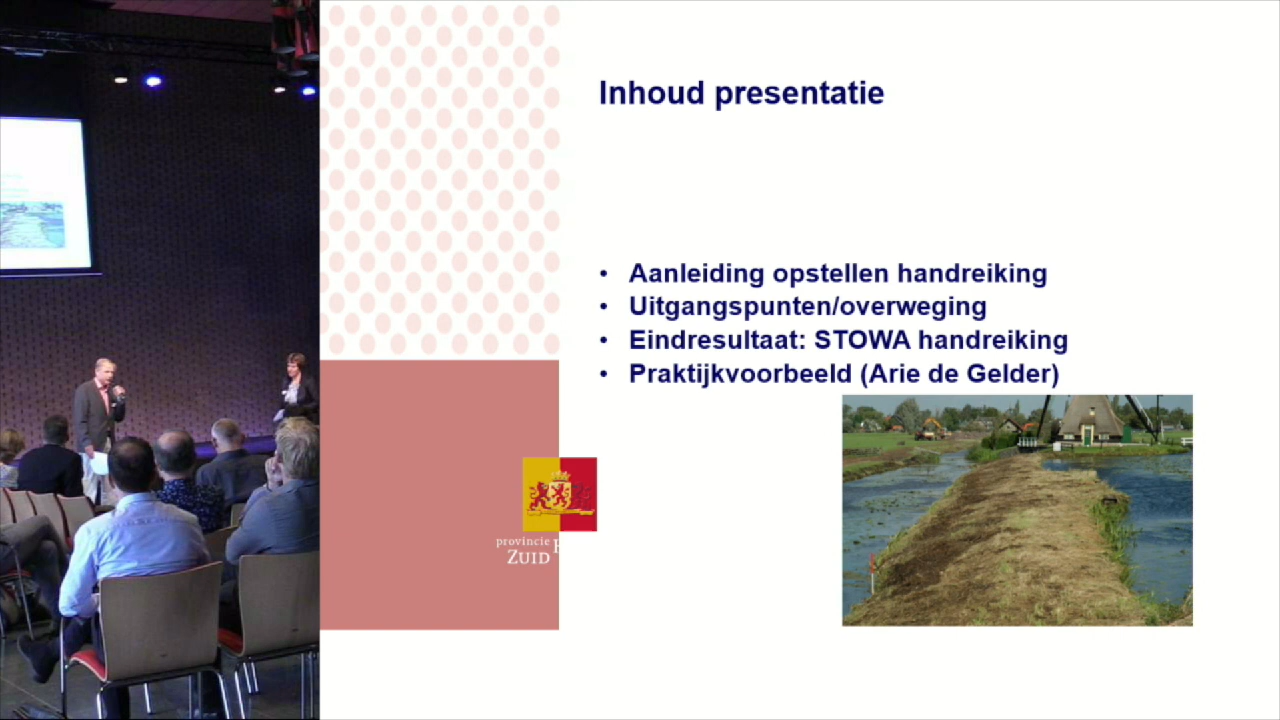 Inhoud presentatie
• Aanleiding opstellen handreiking
• Uitgangspunten/overweging
• Eindresultaat: STOWA handreiking
• Praktijkvoorbeeld (Arie de Gelder)
provincie
ZUID